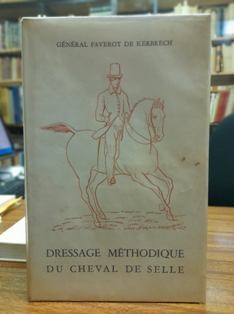 GÉNÉRAL FAVEROT DE KERBRECH
DRESSAGE MÉTHODIQUE
DU CHEVAL DE SELLE